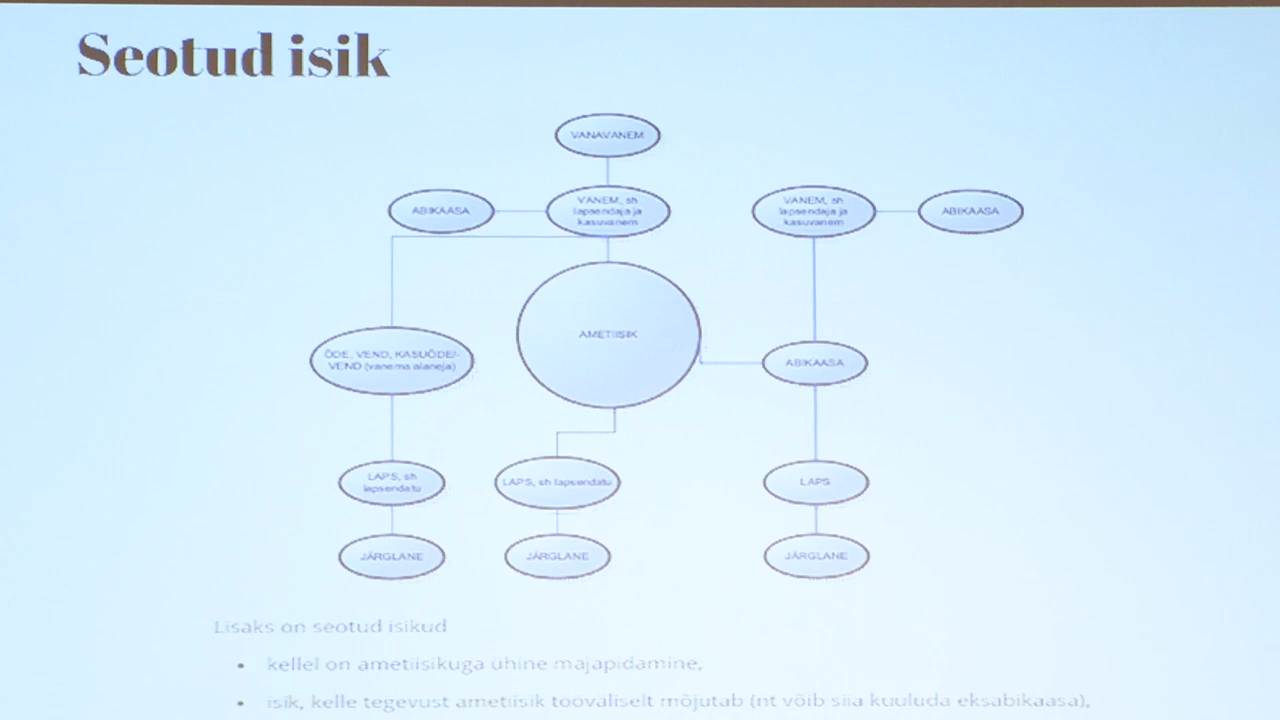 Seotud isik
VANAVANEM
ABIKAASA
VANEM, sh
lapsendaja ja
kasuvanem
VANEM, sh
lapsendaja ja
kasuvanem
ABIKAASA
AMETIISIK
ÕDE, VEND, KASUÕDE/-
VEND (vanema alaneja)
ABIKAASA
LAPS, sh
lapsendatu
LAPS, sh lapsendatu
LAPS
JÄRGLANE
JÄRGLANE
JÄRGLANE
Lisaks on seotud isikud
• kellel on ametiisikuga ühine majapidamine,
• isik, kelle tegevust ametiisik tööväliselt mõjutab (nt võib siia kuuluda eksabikaasa),